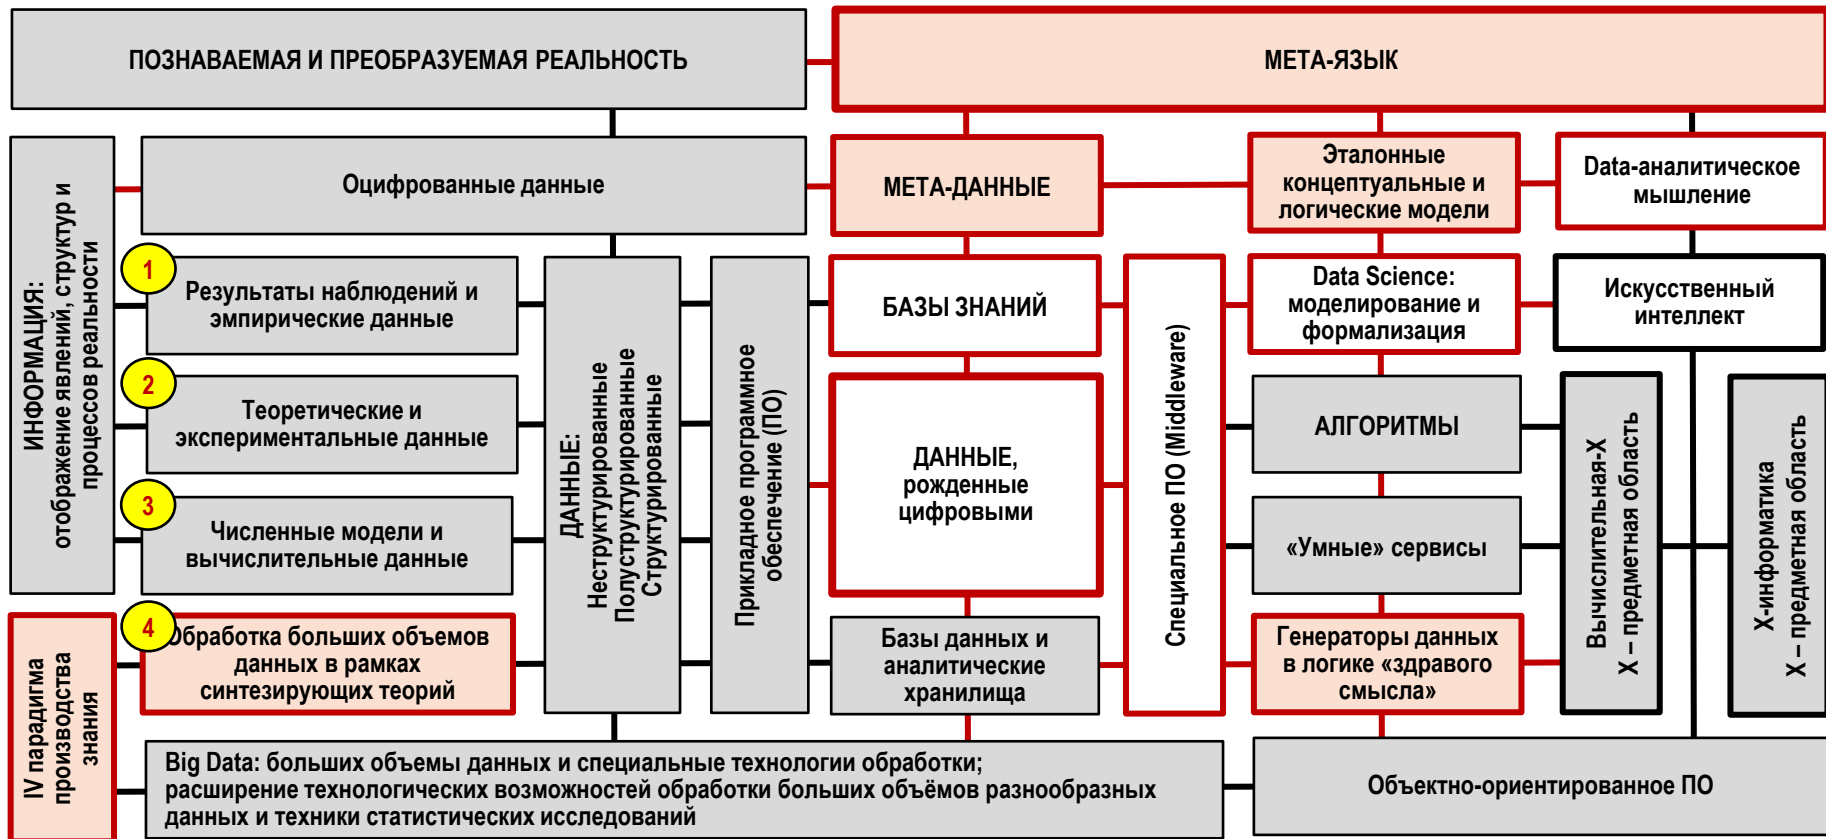 ПОЗНАВАЕМАЯ И ПРЕОБРАЗУЕМАЯ РЕАЛЬНОСТЬ
МЕТА-ЯЗЫК
ИНФОРМАЦИЯ:
отображение явлений, структур и
процессов реальности
Оцифрованные данные
МЕТА-ДАННЫЕ
Эталонные
концептуальные и
логические модели
Data-аналитическое
мышление
1
Результаты наблюдений и
эмпирические данные
2
Теоретические и
экспериментальные данные
3
Численные модели и
вычислительные данные
ДАННЫЕ:
Неструктурированные
Полуструктурированные
Структурированные
Прикладное программное
обеспечение (ПО)
БАЗЫ ЗНАНИЙ
ДАННЫЕ,
рожденные
цифровыми
Специальное ПО (Middleware)
Data Science:
моделирование и
формализация
Искусственный
интеллект
АЛГОРИТМЫ
«Умные» сервисы
Вычислительная-X
X – предметная область
X-информатика
X – предметная область
IV парадигма
производства
знания
4
Обработка больших объемов
данных в рамках
синтезирующих теорий
Базы данных и
аналитические
хранилища
Генераторы данных
в логике «здравого
смысла»
Big Data: больших объемы данных и специальные технологии обработки;
расширение технологических возможностей обработки больших объёмов разнообразных
данных и техники статистических исследований
Объектно-ориентированное ПО